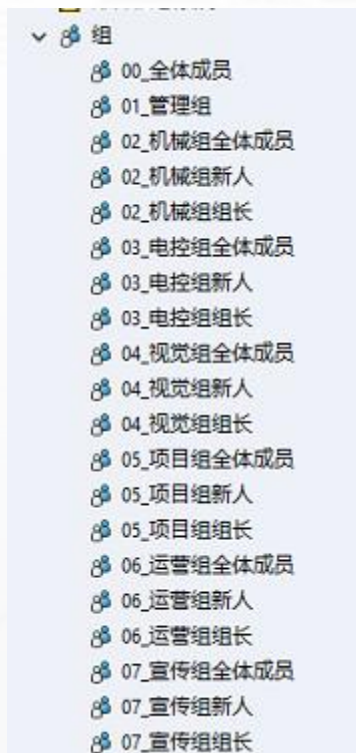 组
00_全体成员
01_管理组
02_机械组全体成员
02_机械组新人
02_机械组组长
03_电控组全体成员
03_电控组新人
03_电控组组长
04_视觉组全体成员
04_视觉组新人
04_视觉组组长
05_项目组全体成员
05_项目组新人
05_项目组组长
06_运营组全体成员
06_运营组新人
06_运营组组长
07_宣传组全体成员
07_宣传组新人
07_宣传组组长